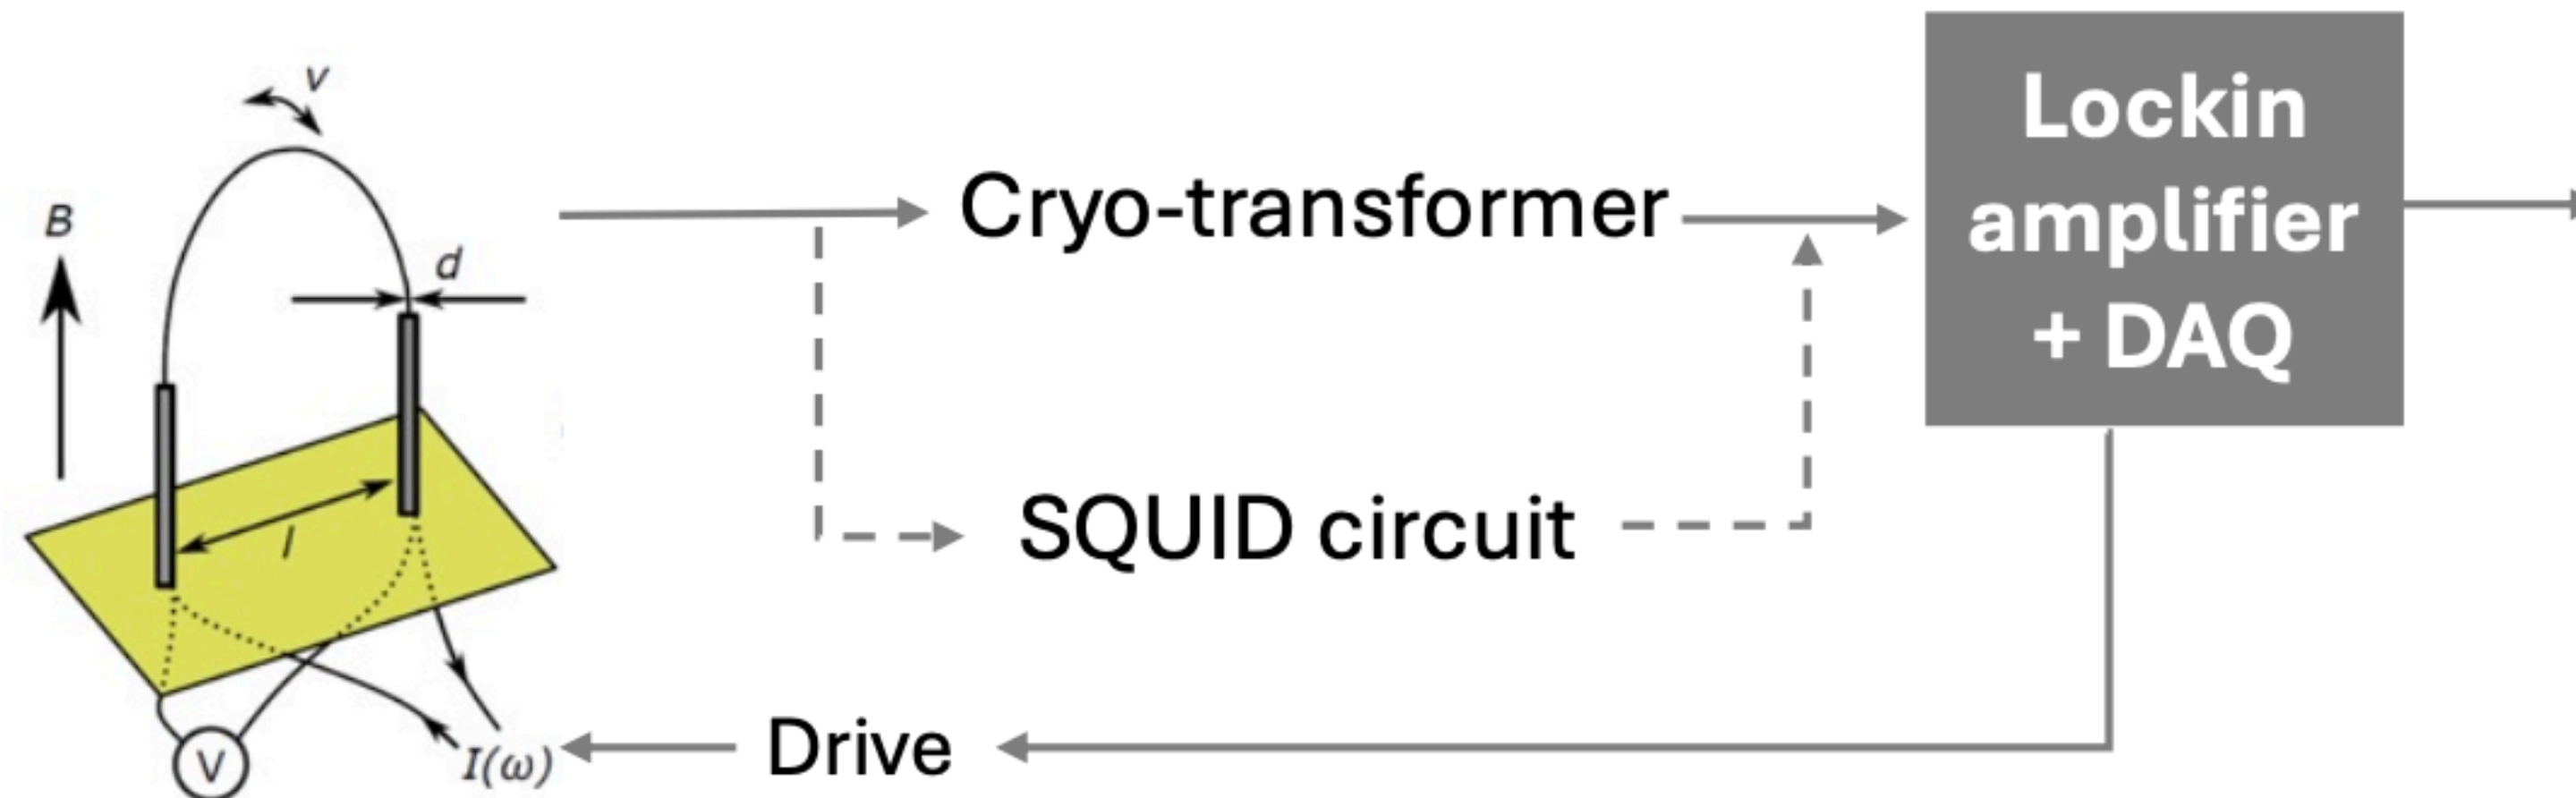 v
B
d
l
V
I(ω)
Cryo-transformer
SQUID circuit
Drive
Lockin
amplifier
+ DAQ